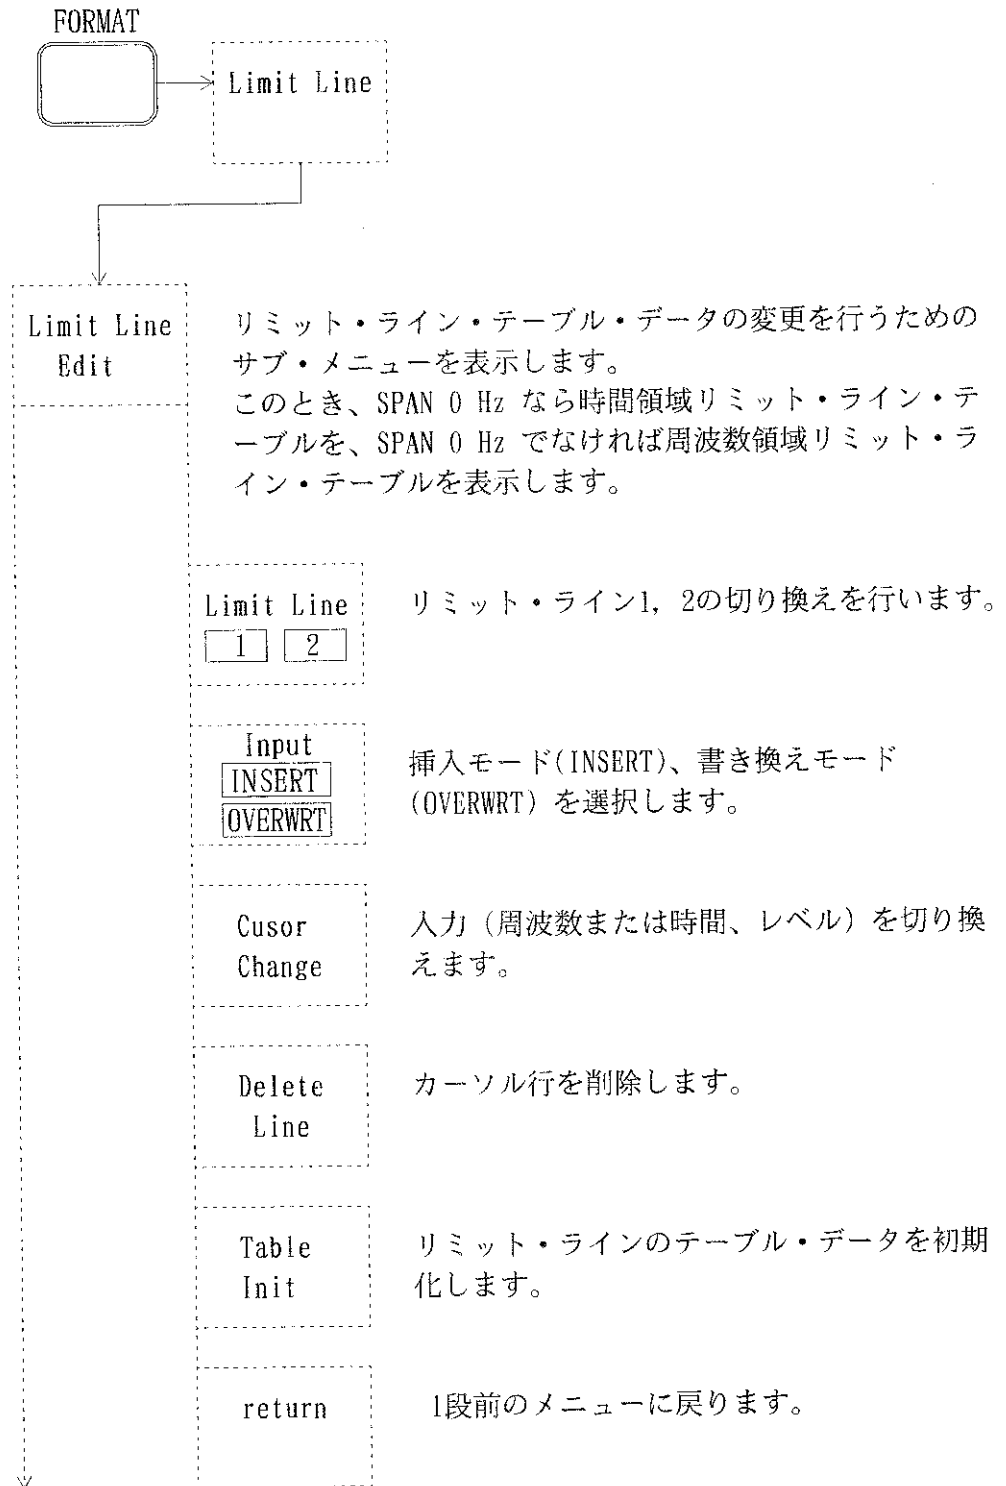 FORMAT
Limit Line
Limit Line
Edit
リミット・ライン・テーブル・データの変更を行うための
サブ・メニューを表示します。
このとき、SPAN 0 Hz なら時間領域リミット・ライン・テ
ーブルを、SPAN 0 Hz でなければ周波数領域リミット・ラ
イン・テーブルを表示します。
Limit Line
1 2
リミット・ライン1, 2の切り換えを行います。
Input
INSERT
OVERWRT
挿入モード(INSERT)、書き換えモード
(OVERWRT) を選択します。
Cusor
Change
入力（周波数または時間、レベル）を切り換
えます。
Delete
Line
カーソル行を削除します。
Table
Init
リミット・ラインのテーブル・データを初期
化します。
return
1段前のメニューに戻ります。